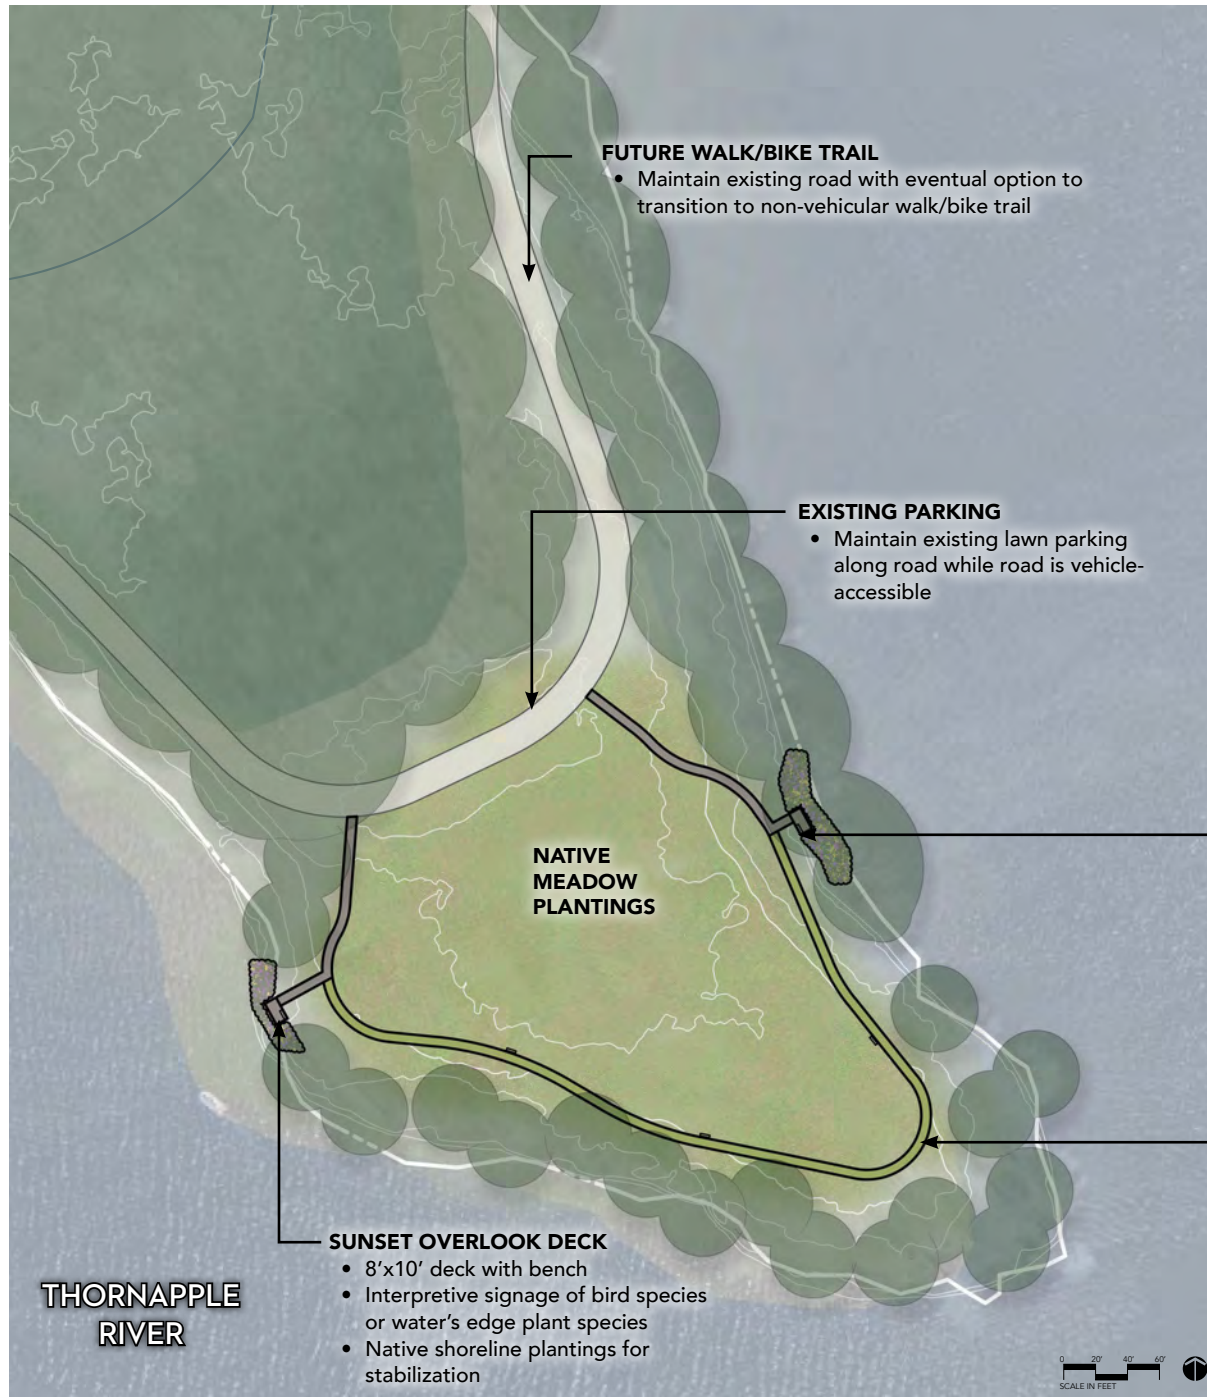 FUTURE WALK/BIKE TRAIL
• Maintain existing road with eventual option to
transition to non-vehicular walk/bike trail
EXISTING PARKING
• Maintain existing lawn parking
along road while road is vehicle-
accessible
NATIVE
MEADOW
PLANTINGS
SUNSET OVERLOOK DECK
• 8'x10' deck with bench
• Interpretive signage of bird species
or water's edge plant species
• Native shoreline plantings for
stabilization
THORNAPPLE
RIVER
0 20' 40' 60'
SCALE IN FEET